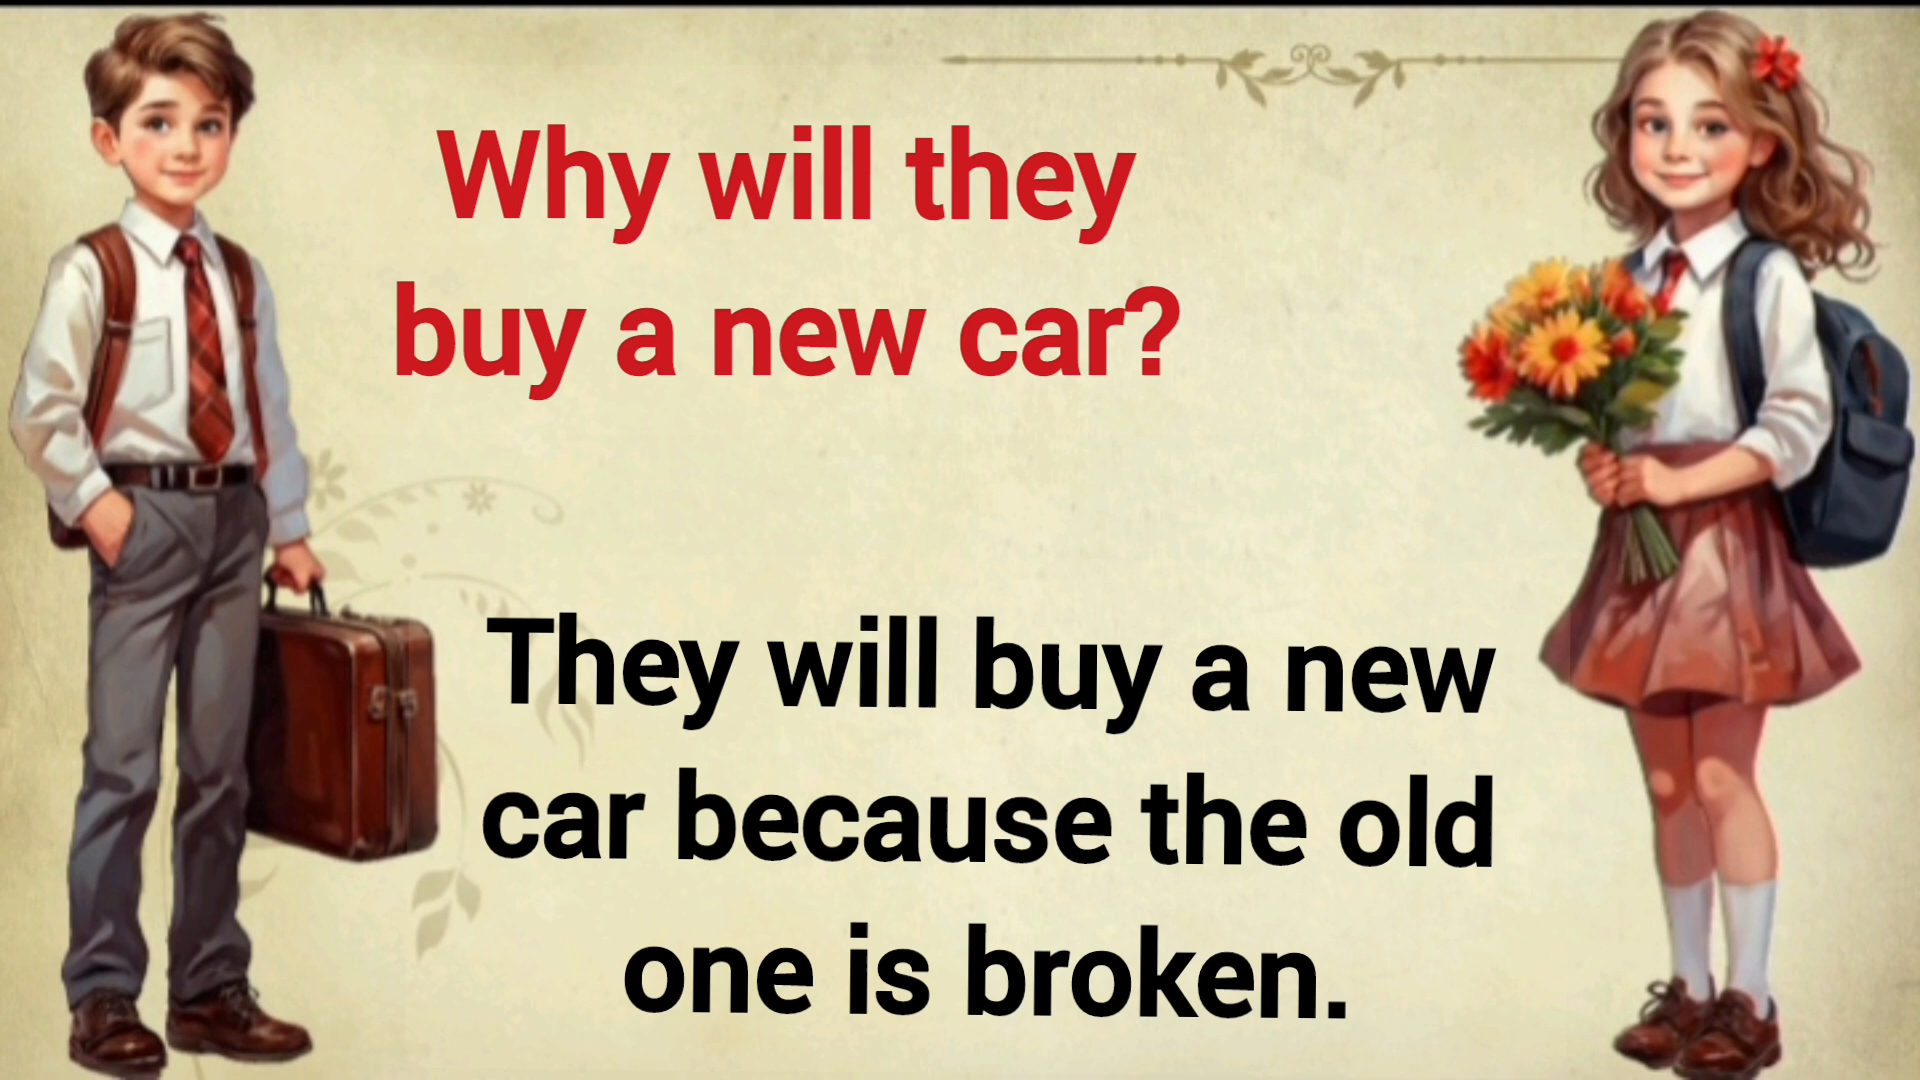 Why will they
buy a new car?
They will buy a new
car because the old
one is broken.